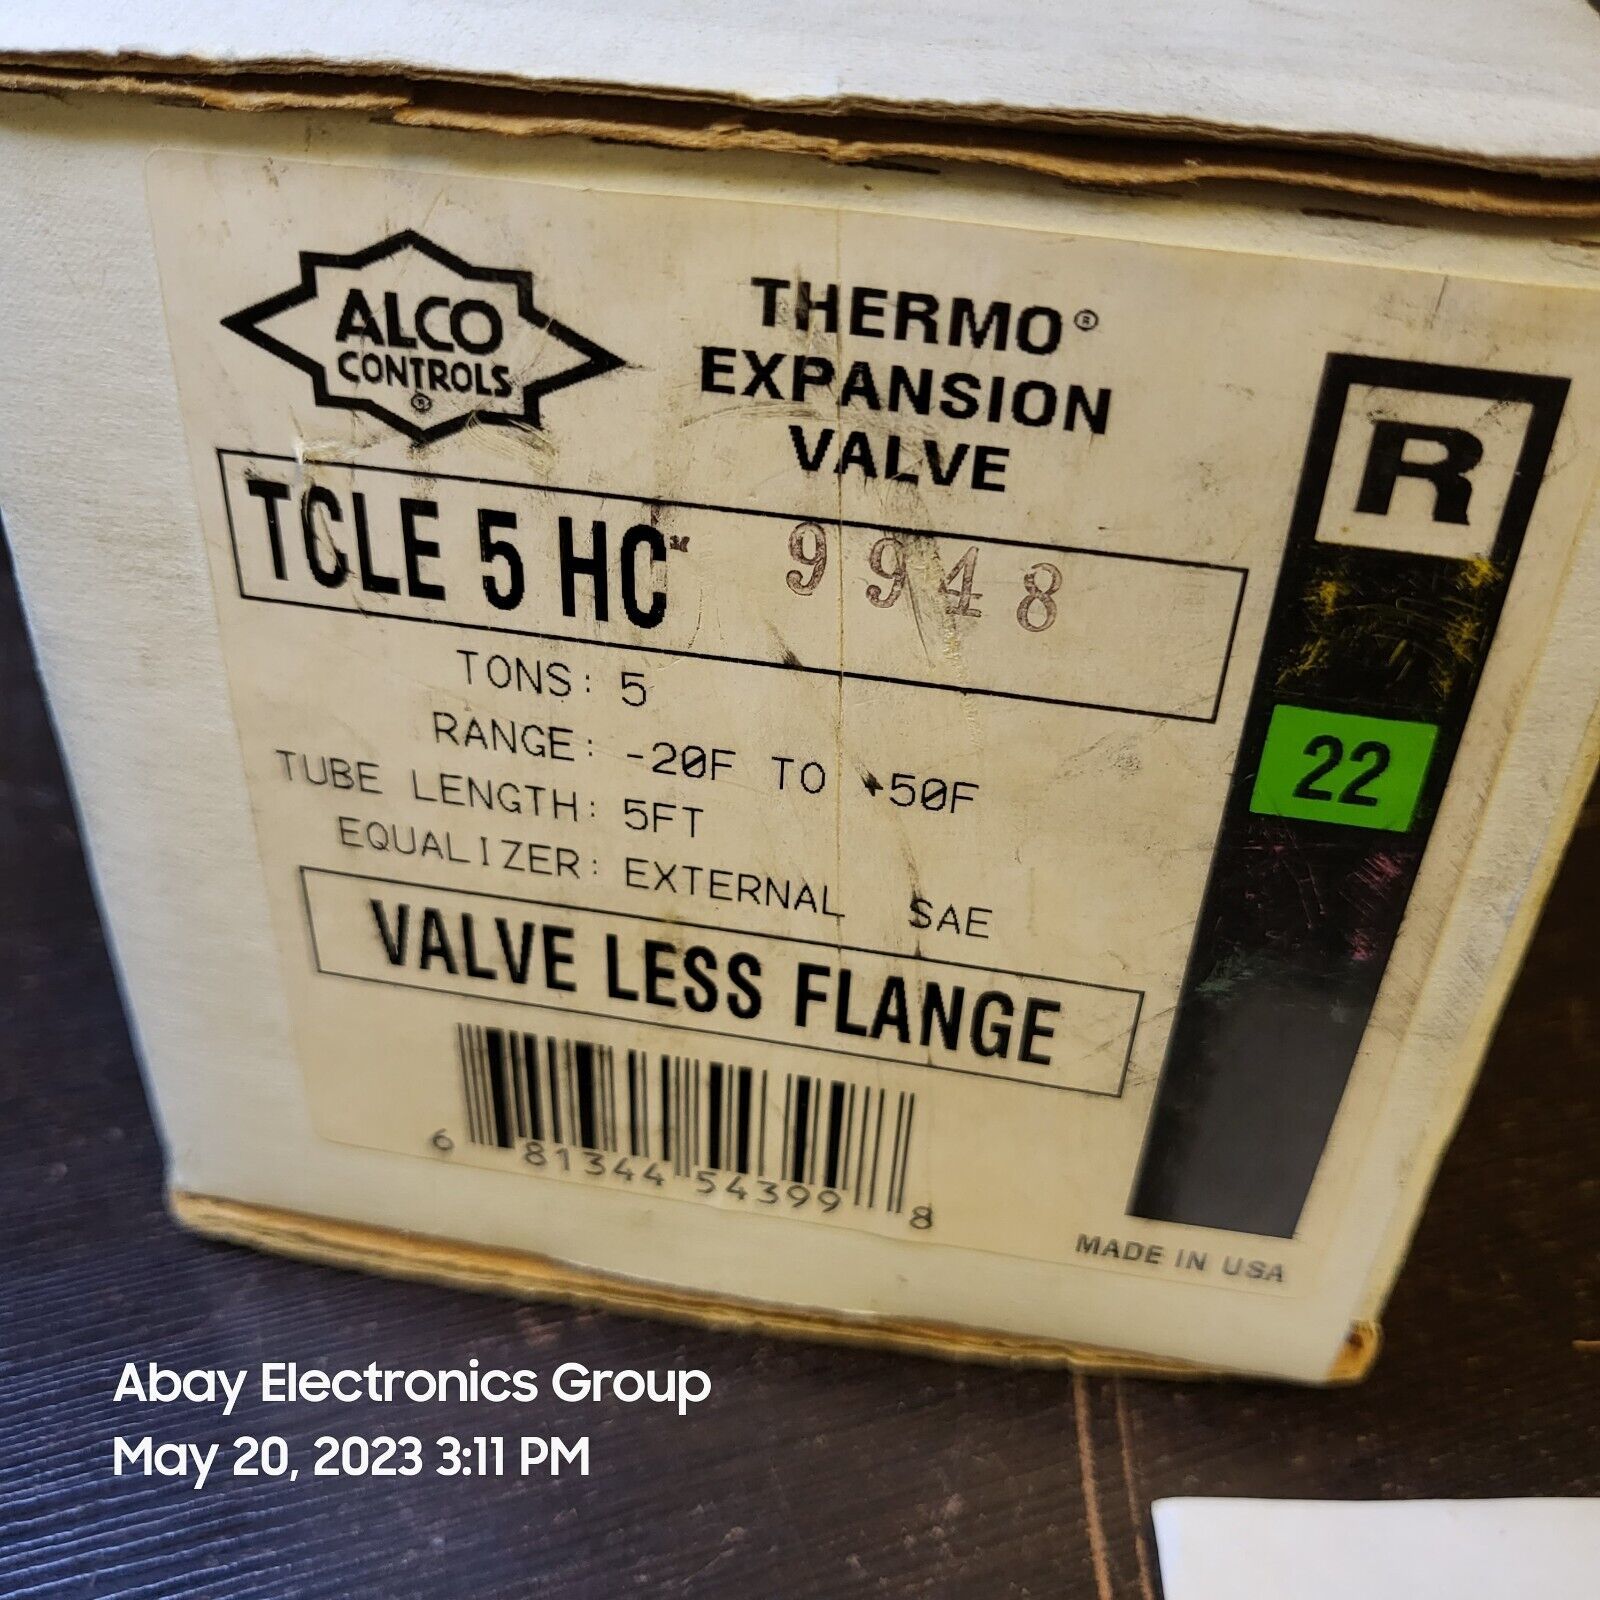 ALCO
CONTROLS
®
THERMO®
EXPANSION
VALVE
R
TCLE 5 HC 9948
22
TONS: 5
RANGE: -20F TO +50F
TUBE LENGTH: 5FT
EQUALIZER: EXTERNAL SAE
VALVE LESS FLANGE
6 81344 54399 8
MADE IN USA
Abay Electronics Group
May 20, 2023 3:11 PM